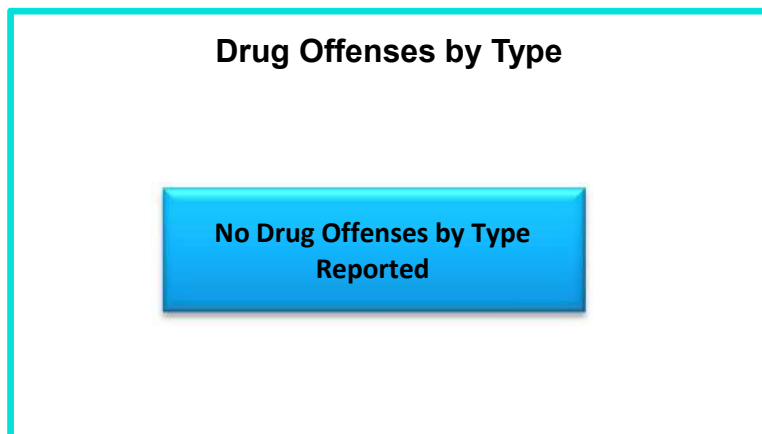 Drug Offenses by Type
No Drug Offenses by Type
Reported